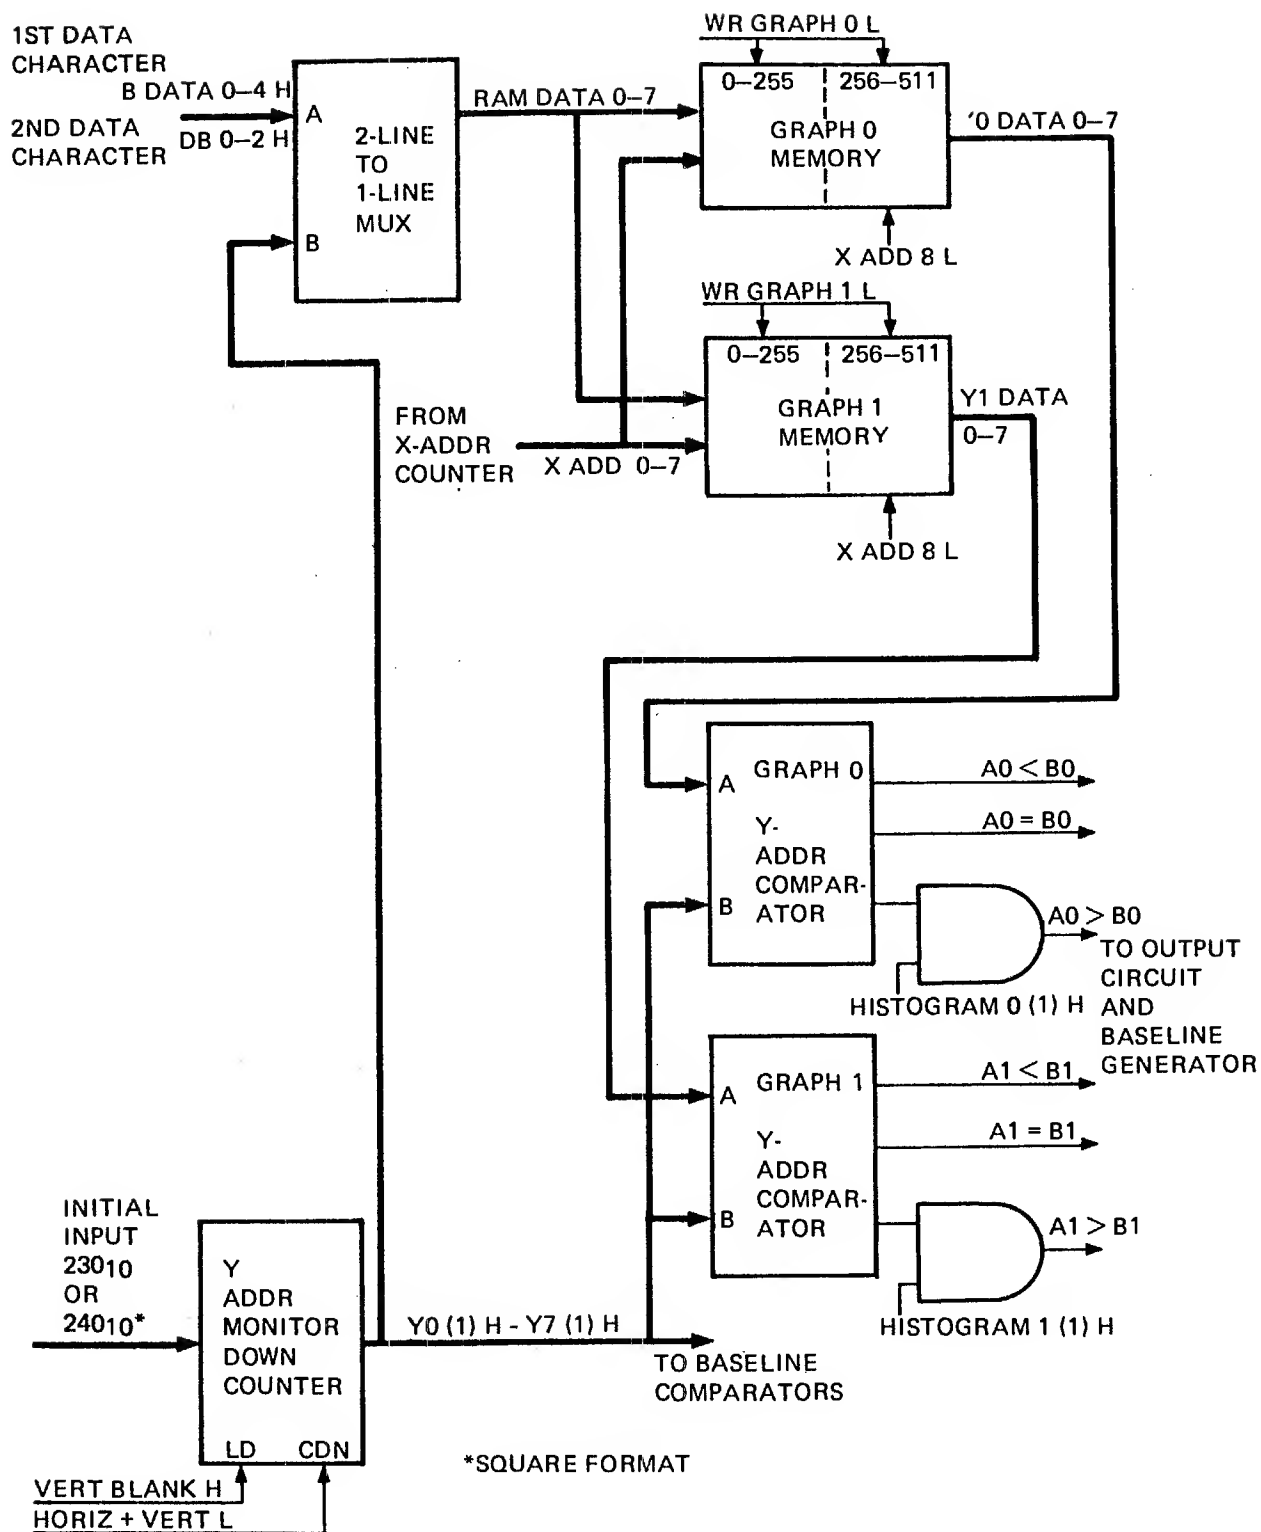 1ST DATA
CHARACTER
B DATA 0–4 H
2ND DATA
CHARACTER
DB 0–2 H
A
B
2-LINE
TO
1-LINE
MUX
RAM DATA 0–7
WR GRAPH 0 L
0–255
256–511
GRAPH 0
MEMORY
'0 DATA 0–7
X ADD 8 L
WR GRAPH 1 L
0–255
256–511
GRAPH 1
MEMORY
Y1 DATA
0–7
FROM
X-ADDR
COUNTER
X ADD 0–7
X ADD 8 L
A
GRAPH 0
Y-
ADDR
COMPAR-
ATOR
B
A0 < B0
A0 = B0
A0 > B0
HISTOGRAM 0 (1) H
TO OUTPUT
CIRCUIT
AND
BASELINE
GENERATOR
A
GRAPH 1
Y-
ADDR
COMPAR-
ATOR
B
A1 < B1
A1 = B1
A1 > B1
HISTOGRAM 1 (1) H
INITIAL
INPUT
230₁₀
OR
240₁₀*
Y
ADDR
MONITOR
DOWN
COUNTER
LD CDN
Y0 (1) H - Y7 (1) H
TO BASELINE
COMPARATORS
*SQUARE FORMAT
VERT BLANK H
HORIZ + VERT L